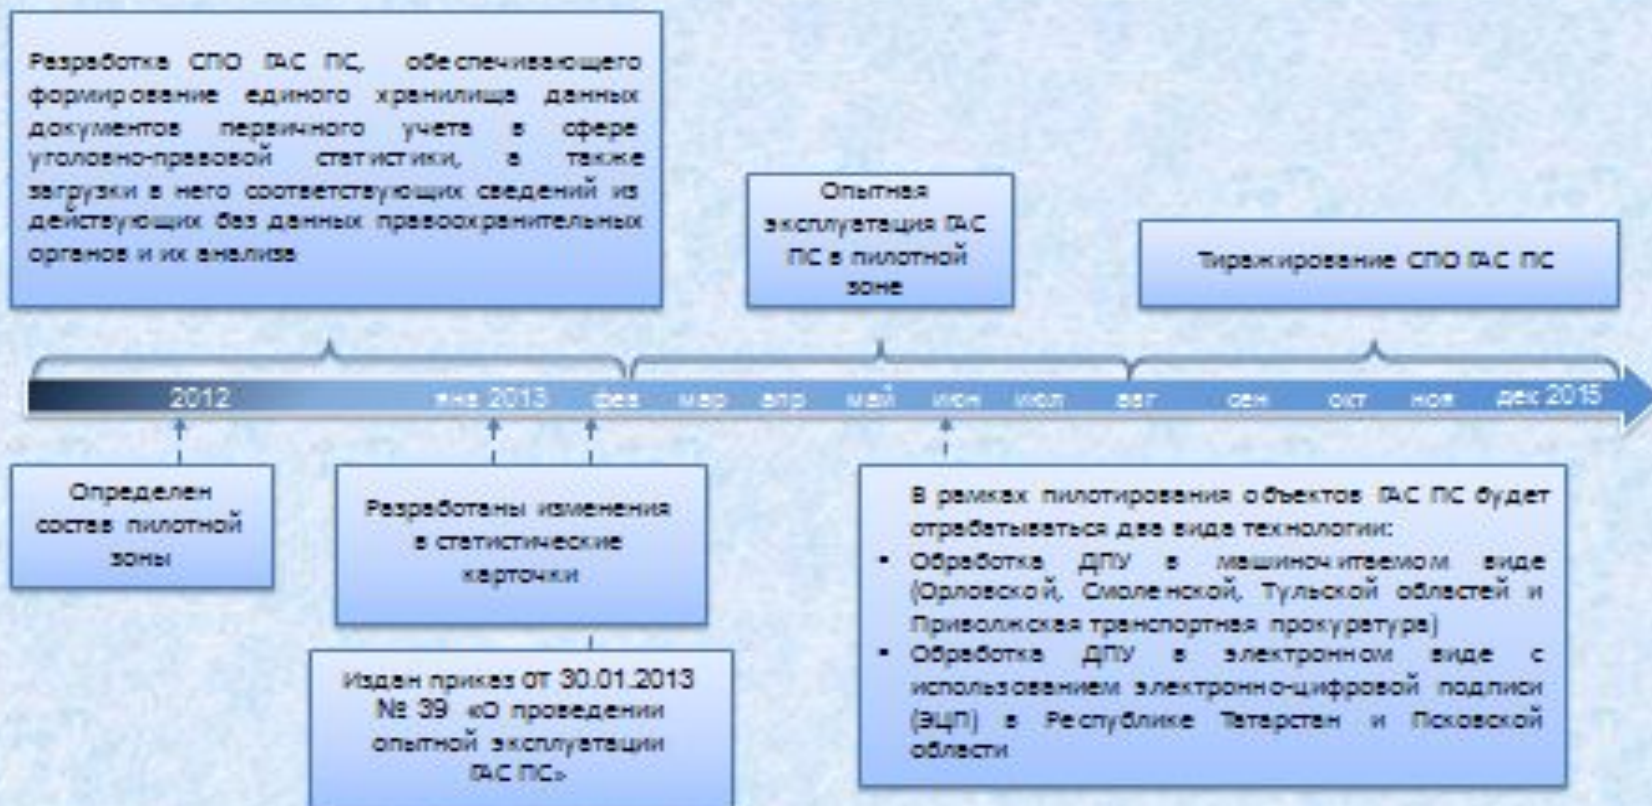 Разработка СПО ГАС ПС, обеспечивающего
формирование единого хранилища данных
документов первичного учета в сфере
уголовно-правовой статистики, а также
загрузки в него соответствующих сведений из
действующих баз данных правоохранительных
органов и их анализа
Опытная
эксплуатация ГАС
ПС в пилотной
зоне
Тиражирование СПО ГАС ПС
2012 янв 2013 фев мар апр май июн июл авг сен окт ноя дек 2015
Определен
состав пилотной
зоны
Разработаны изменения
в статистические
карточки
Издан приказ от 30.01.2013
№ 39 «О проведении
опытной эксплуатации
ГАС ПС»
В рамках пилотирования объектов ГАС ПС будет
отрабатываться два вида технологии:
▪ Обработка ДПУ в машиночитаемом виде
(Орловской, Смоленской, Тульской областей и
Приволжская транспортная прокуратура)
▪ Обработка ДПУ в электронном виде с
использованием электронно-цифровой подписи
(ЭЦП) в Республике Татарстан и Псковской
области